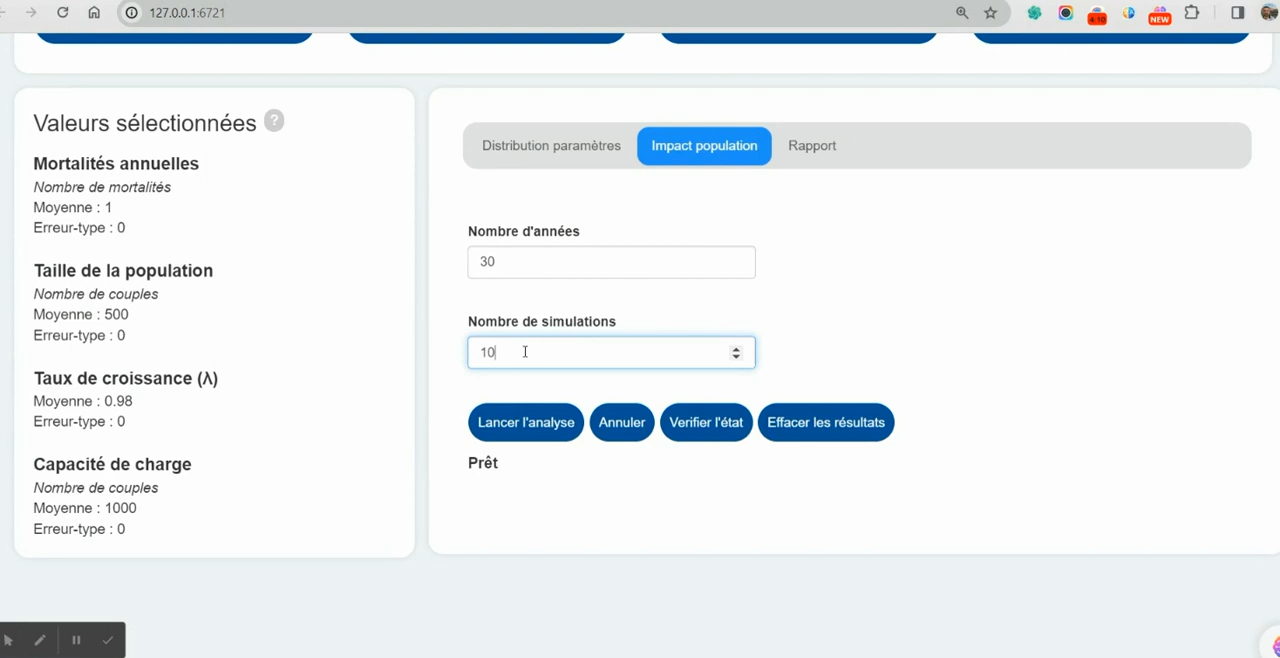 127.0.0.1:6721
4:10
NEW
Valeurs sélectionnées ?
Mortalités annuelles
Nombre de mortalités
Moyenne : 1
Erreur-type : 0
Taille de la population
Nombre de couples
Moyenne : 500
Erreur-type : 0
Taux de croissance (λ)
Moyenne : 0.98
Erreur-type : 0
Capacité de charge
Nombre de couples
Moyenne : 1000
Erreur-type : 0
Distribution paramètres Impact population Rapport
Nombre d'années
30
Nombre de simulations
10
Lancer l'analyse Annuler Verifier l'état Effacer les résultats
Prêt